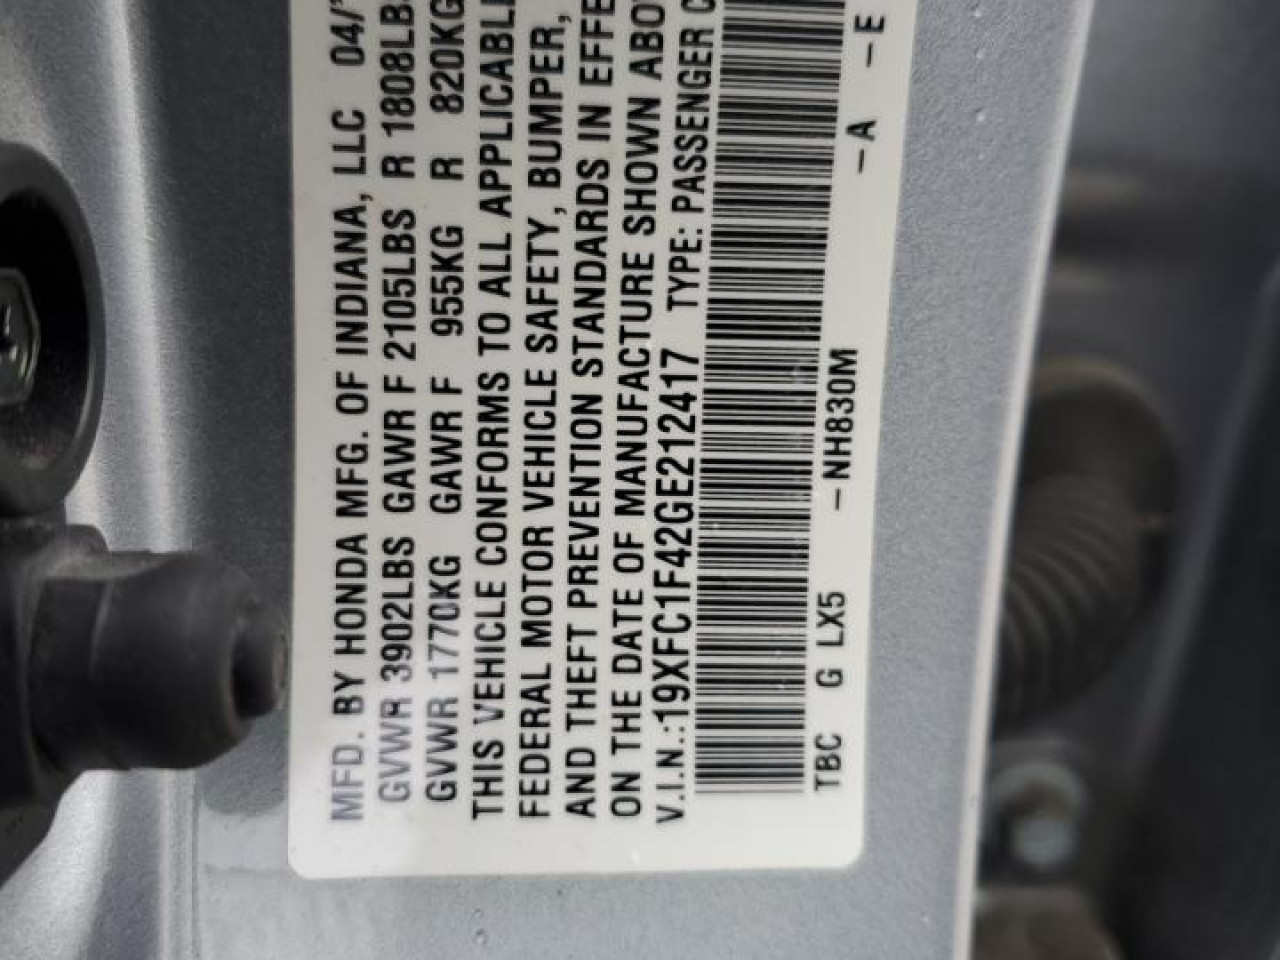 MFD. BY HONDA MFG. OF INDIANA, LLC 04/1
GVWR 3902LBS GAWR F 2105LBS R 1808LBS
GVWR 1770KG GAWR F 955KG R 820KG
THIS VEHICLE CONFORMS TO ALL APPLICABL
FEDERAL MOTOR VEHICLE SAFETY, BUMPER,
AND THEFT PREVENTION STANDARDS IN EFFE
ON THE DATE OF MANUFACTURE SHOWN ABO
V.I.N.:19XFC1F42GE212417 TYPE: PASSENGER C
TBC G LX5 -NH830M -A -E